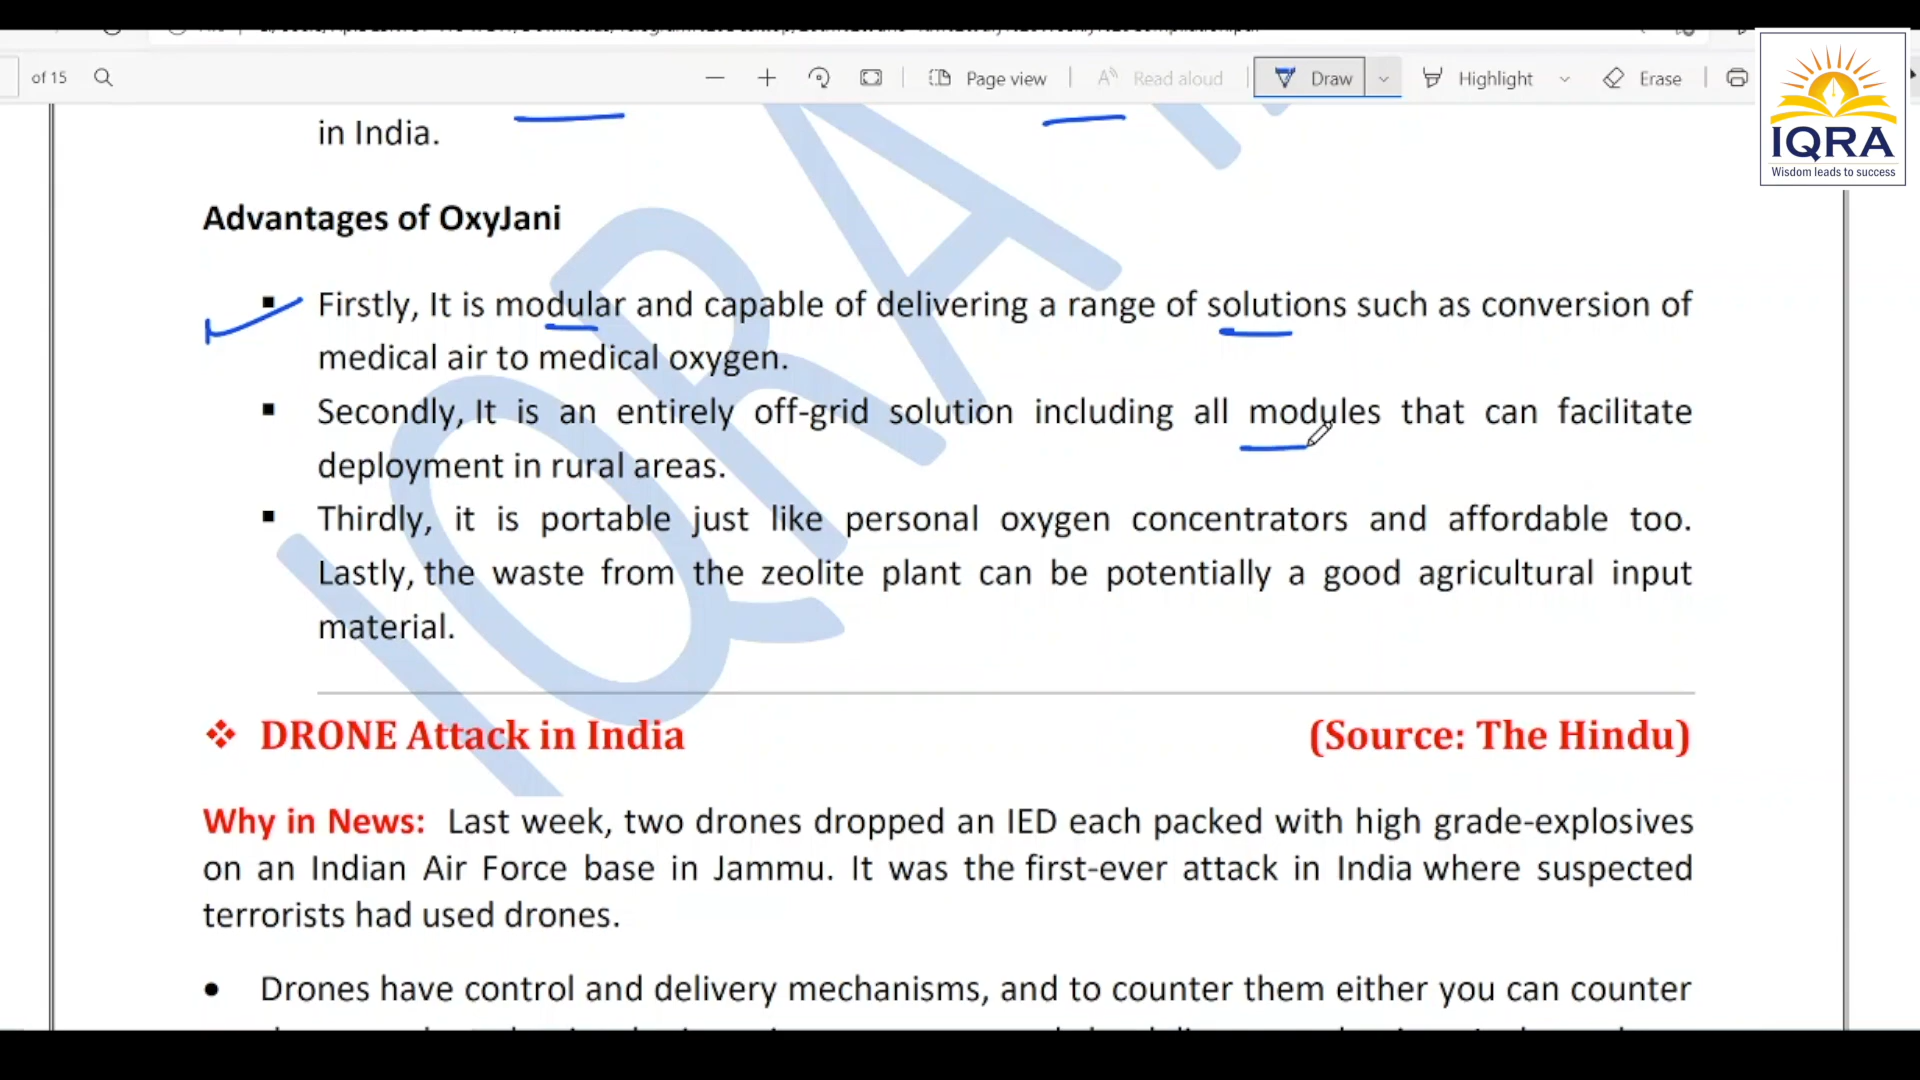 of 15
Page view
Read aloud
Draw
Highlight
Erase
IQRA
Wisdom leads to success
in India.
Advantages of OxyJani
▪ Firstly, It is modular and capable of delivering a range of solutions such as conversion of
medical air to medical oxygen.
▪ Secondly, It is an entirely off-grid solution including all modules that can facilitate
deployment in rural areas.
▪ Thirdly, it is portable just like personal oxygen concentrators and affordable too.
Lastly, the waste from the zeolite plant can be potentially a good agricultural input
material.
❖ DRONE Attack in India (Source: The Hindu)
Why in News: Last week, two drones dropped an IED each packed with high grade-explosives
on an Indian Air Force base in Jammu. It was the first-ever attack in India where suspected
terrorists had used drones.
• Drones have control and delivery mechanisms, and to counter them either you can counter
IQRA